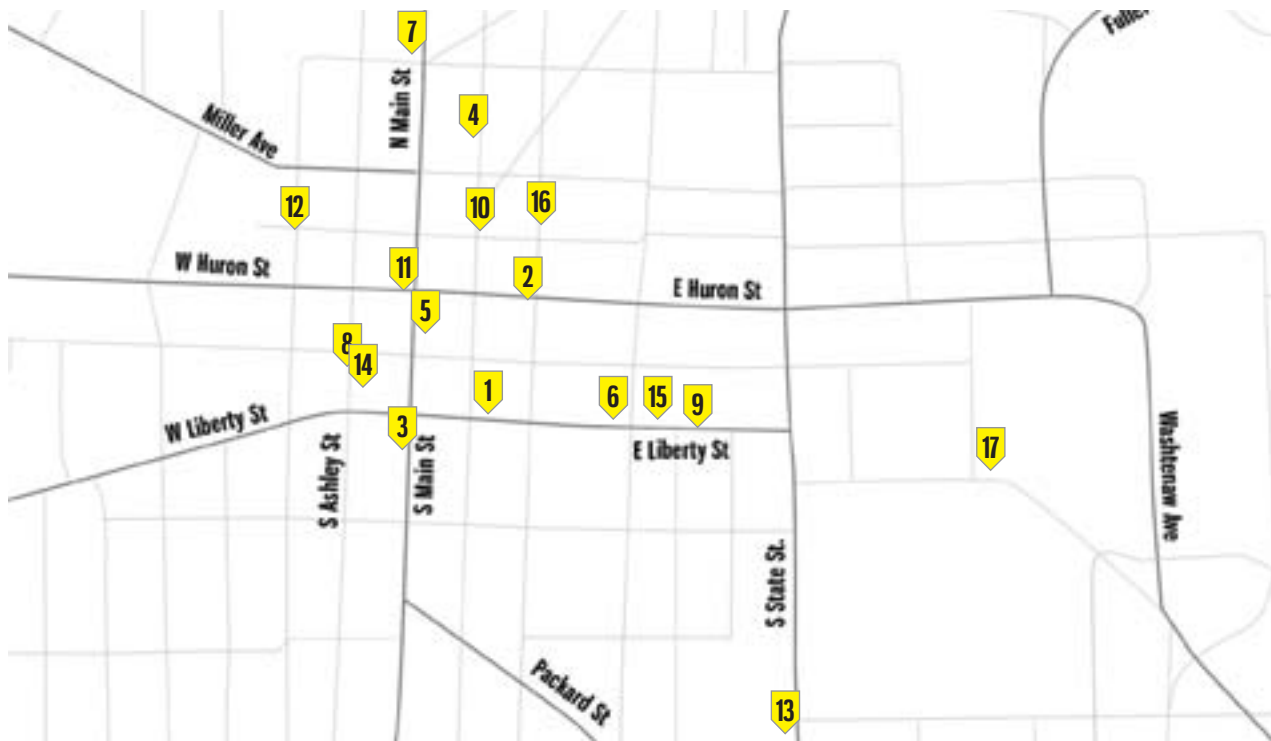 7
Fuller
N Main St
4
Miller Ave
12
10
16
11
W Huron St
2
E Huron St
5
8
14
1
6
15
9
3
W Liberty St
E Liberty St
17
S Ashley St
S Main St
Washtenaw Ave
S State St.
Packard St
13